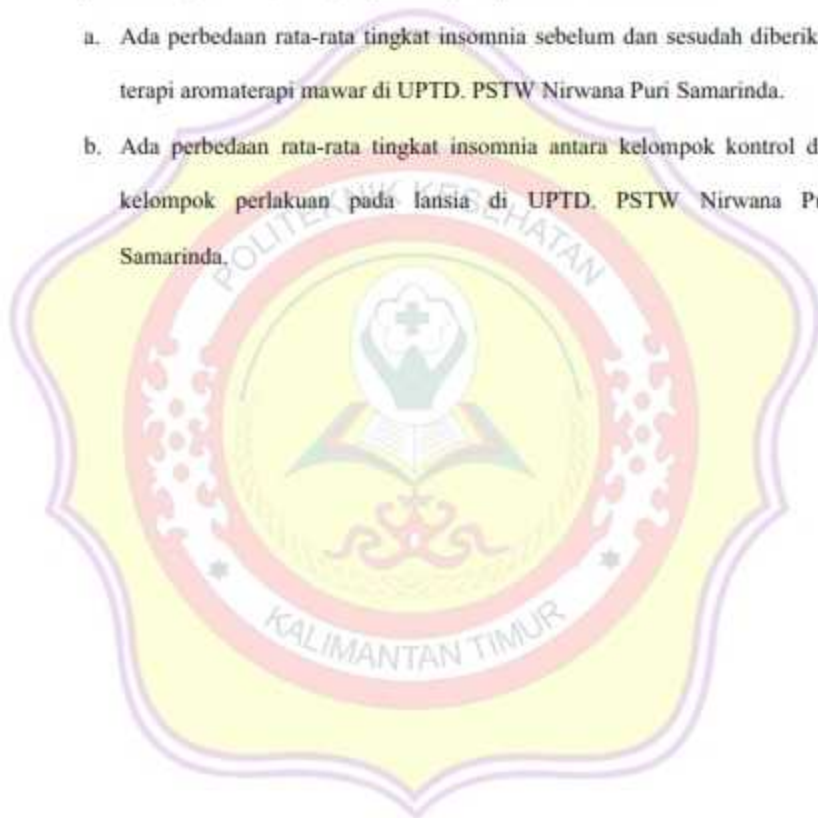 a. Ada perbedaan rata-rata tingkat insomnia sebelum dan sesudah
terapi aromaterapi mawar di UPTD. PSTW Nirwana Puri Samarinda.
b. Ada perbedaan rata-rata tingkat insomnia antara kelompok kontrol
kelompok perlakuan pada lansia di UPTD. PSTW Nirwana
Samarinda.
POLITEKNIK KESEHATAN
KALIMANTAN TIMUR